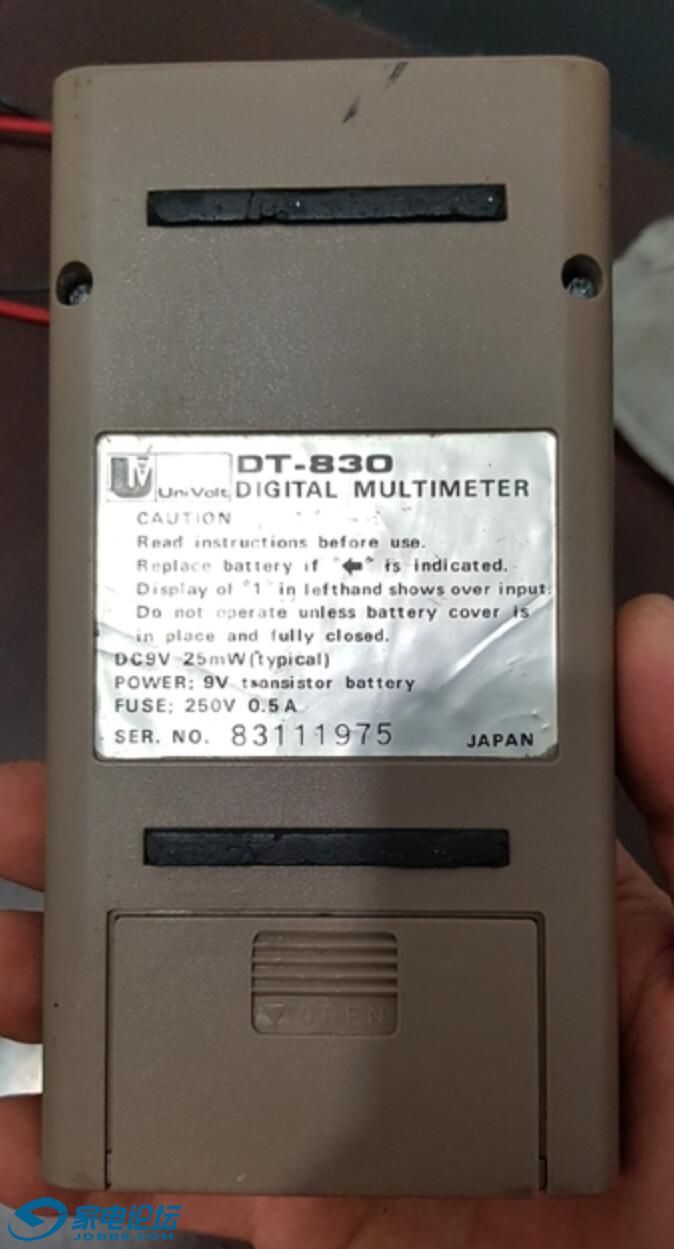 UV UniVolt DT-830
DIGITAL MULTIMETER
CAUTION
Read instructions before use.
Replace battery if "←" is indicated.
Display of "1" in lefthand shows over input.
Do not operate unless battery cover is
in place and fully closed.
DC9V 25mW(typical)
POWER; 9V transistor battery
FUSE; 250V 0.5A
SER. NO. 83111975 JAPAN
OPEN
家电论坛
JDBBS.COM